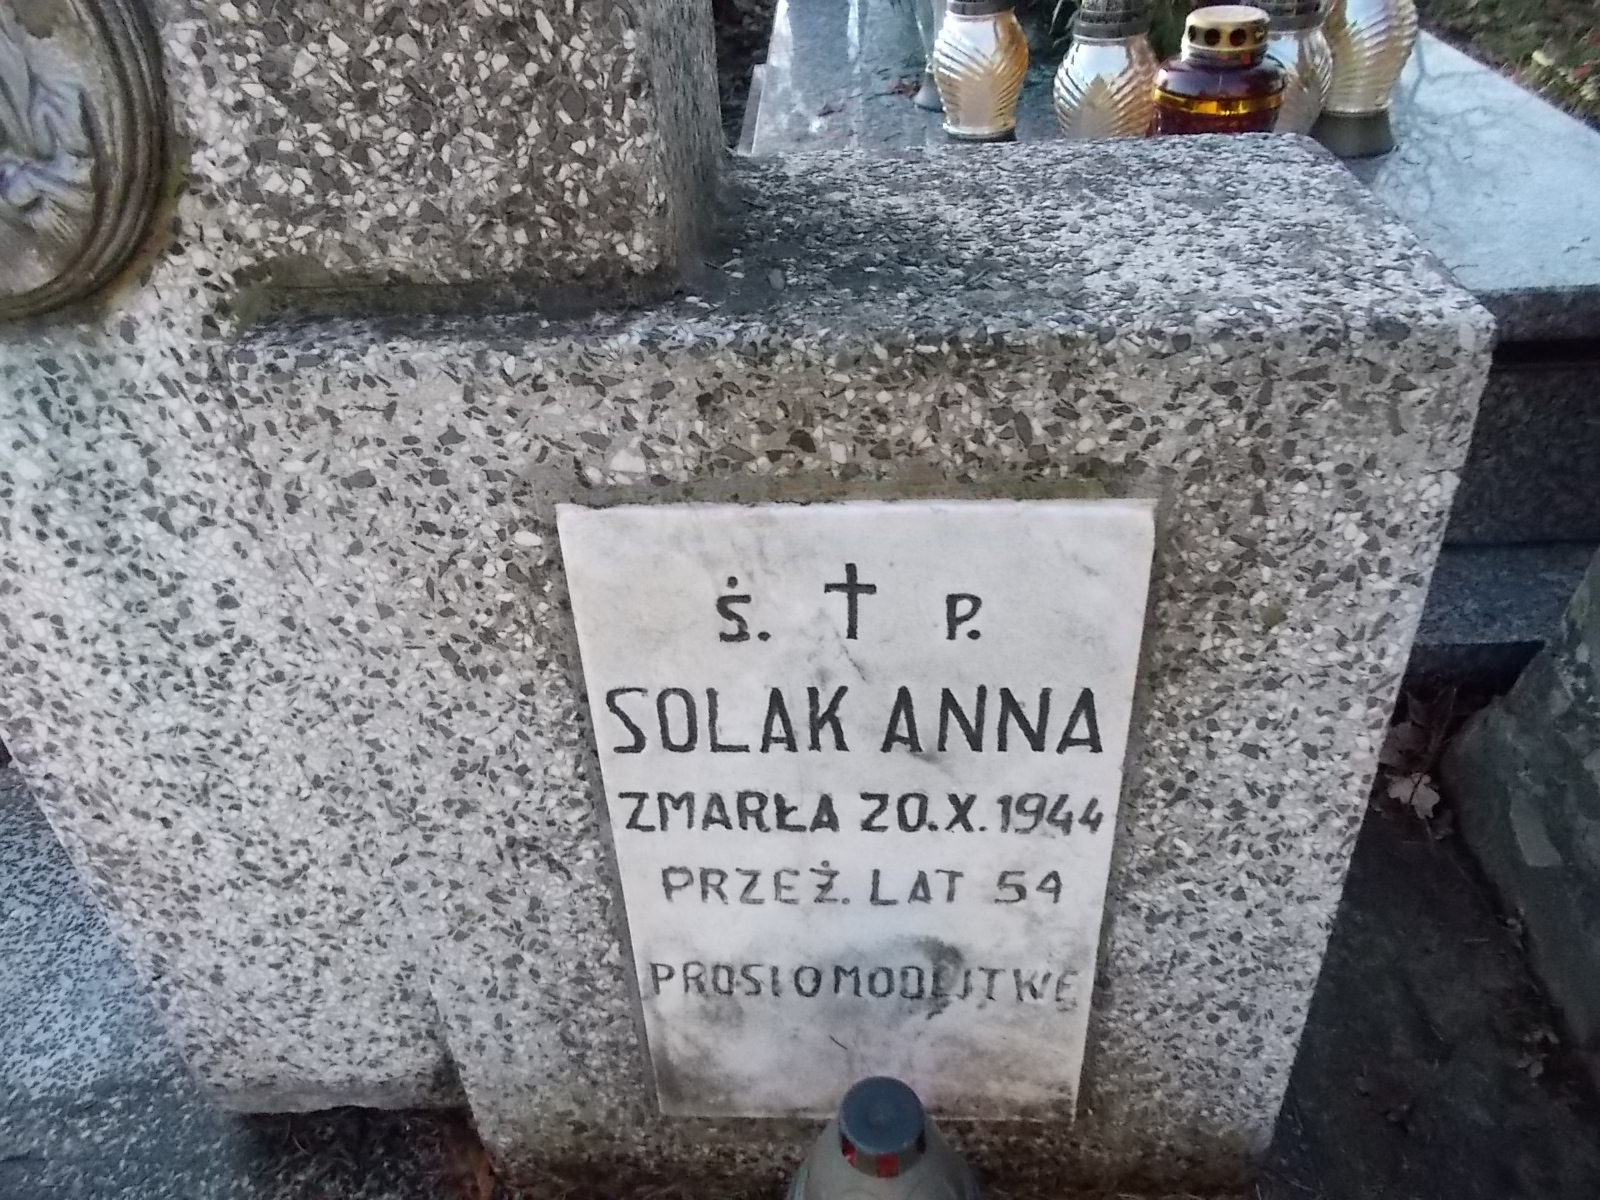 Ś. † P.
SOLAK ANNA
ZMARŁA 20.X.1944
PRZEŻ. LAT 54
PROSI O MODLITWĘ